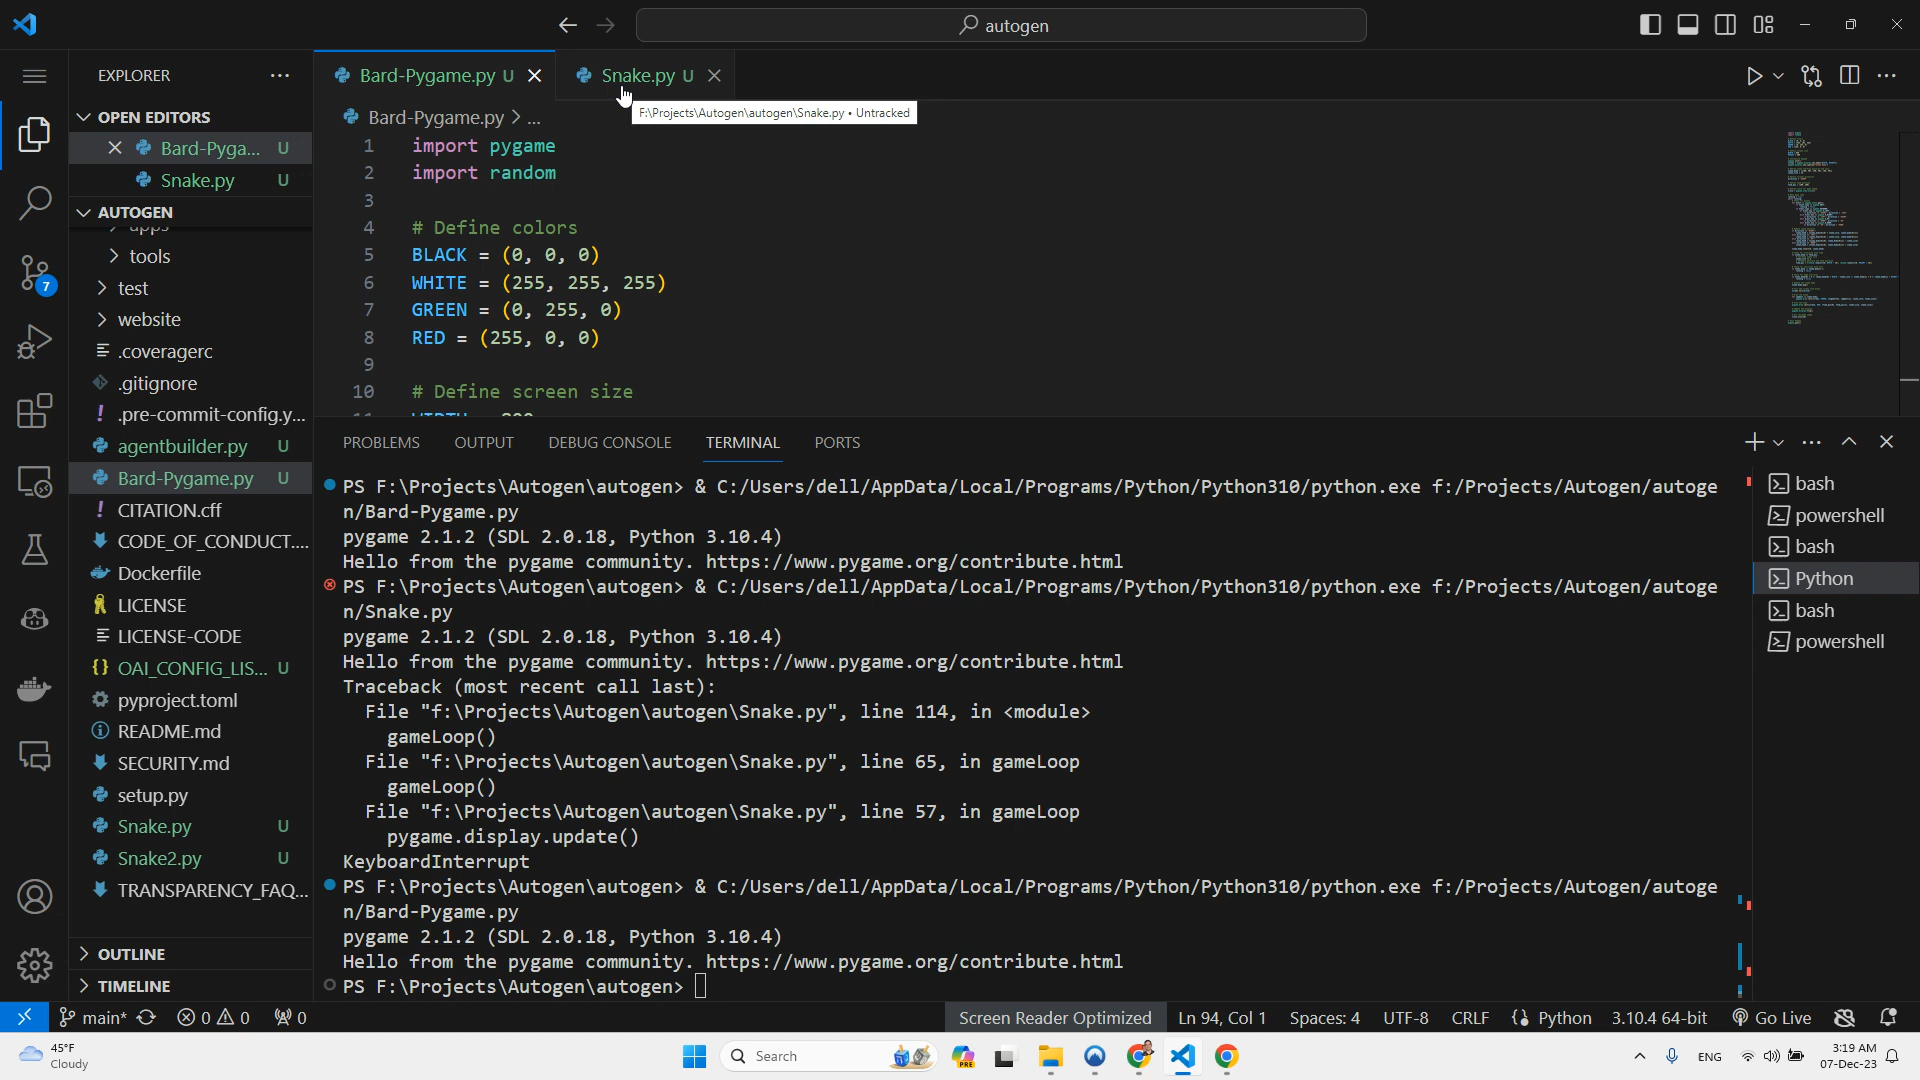 autogen
EXPLORER
OPEN EDITORS
Bard-Pyga... U
Snake.py U
AUTOGEN
apps
tools
test
website
.coveragerc
.gitignore
.pre-commit-config.y...
agentbuilder.py U
Bard-Pygame.py U
CITATION.cff
CODE_OF_CONDUCT....
Dockerfile
LICENSE
LICENSE-CODE
OAI_CONFIG_LIS... U
pyproject.toml
README.md
SECURITY.md
setup.py
Snake.py U
Snake2.py U
TRANSPARENCY_FAQ...
OUTLINE
TIMELINE
7
Bard-Pygame.py U
Snake.py U
F:\Projects\Autogen\autogen\Snake.py • Untracked
Bard-Pygame.py > ...
1 import pygame
2 import random
3
4 # Define colors
5 BLACK = (0, 0, 0)
6 WHITE = (255, 255, 255)
7 GREEN = (0, 255, 0)
8 RED = (255, 0, 0)
9
10 # Define screen size
PROBLEMS OUTPUT DEBUG CONSOLE TERMINAL PORTS
PS F:\Projects\Autogen\autogen> & C:/Users/dell/AppData/Local/Programs/Python/Python310/python.exe f:/Projects/Autogen/autoge
n/Bard-Pygame.py
pygame 2.1.2 (SDL 2.0.18, Python 3.10.4)
Hello from the pygame community. https://www.pygame.org/contribute.html
PS F:\Projects\Autogen\autogen> & C:/Users/dell/AppData/Local/Programs/Python/Python310/python.exe f:/Projects/Autogen/autoge
n/Snake.py
pygame 2.1.2 (SDL 2.0.18, Python 3.10.4)
Hello from the pygame community. https://www.pygame.org/contribute.html
Traceback (most recent call last):
File "f:\Projects\Autogen\autogen\Snake.py", line 114, in <module>
gameLoop()
File "f:\Projects\Autogen\autogen\Snake.py", line 65, in gameLoop
gameLoop()
File "f:\Projects\Autogen\autogen\Snake.py", line 57, in gameLoop
pygame.display.update()
KeyboardInterrupt
PS F:\Projects\Autogen\autogen> & C:/Users/dell/AppData/Local/Programs/Python/Python310/python.exe f:/Projects/Autogen/autoge
n/Bard-Pygame.py
pygame 2.1.2 (SDL 2.0.18, Python 3.10.4)
Hello from the pygame community. https://www.pygame.org/contribute.html
PS F:\Projects\Autogen\autogen>
bash
powershell
bash
Python
bash
powershell
main* 0 0 0 Screen Reader Optimized Ln 94, Col 1 Spaces: 4 UTF-8 CRLF Python 3.10.4 64-bit Go Live
45°F
Cloudy
Search
PRE
ENG
3:19 AM
07-Dec-23